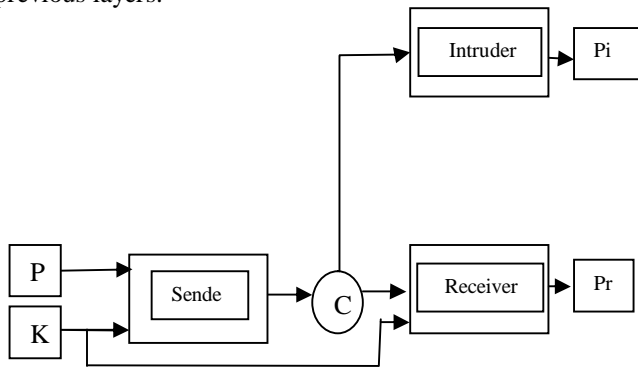 previous layers.
Intruder
Pi
P
Sende
C
Receiver
Pr
K